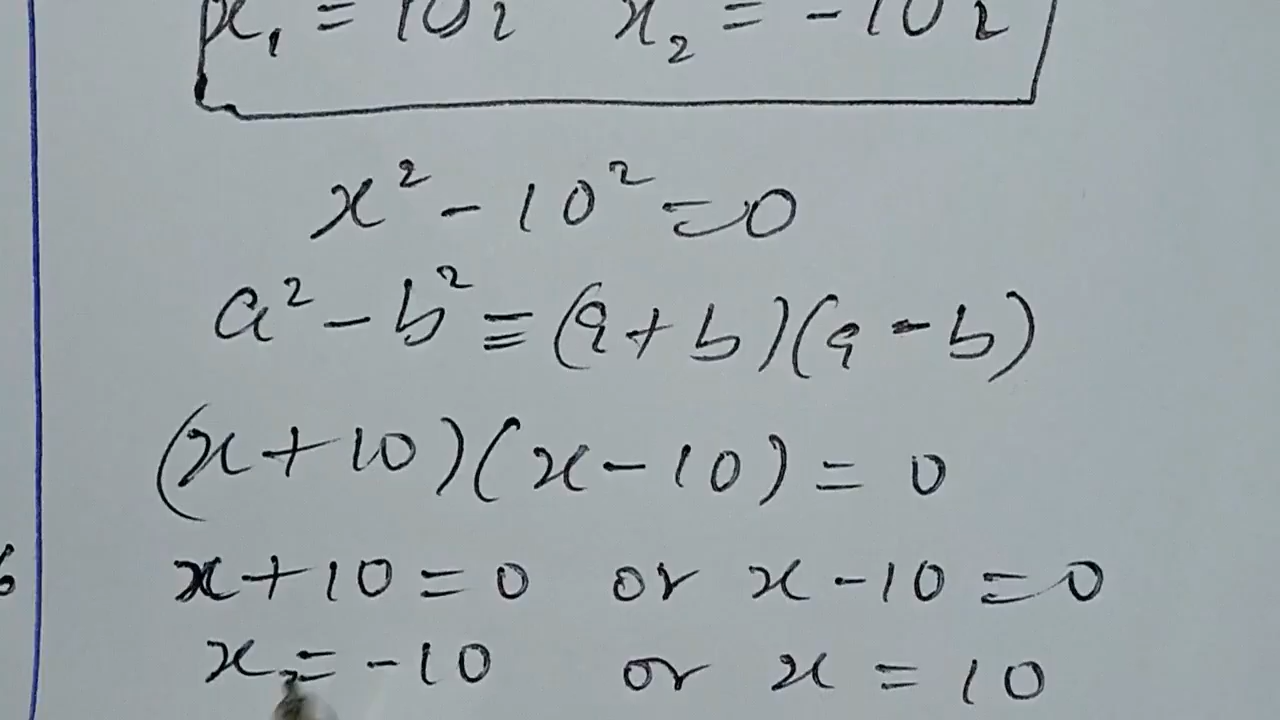 x₁ = 10i x₂ = -10i
x² - 10² = 0
a² - b² ≡ (a + b)(a - b)
(x + 10)(x - 10) = 0
x + 10 = 0 or x - 10 = 0
x = -10 or x = 10